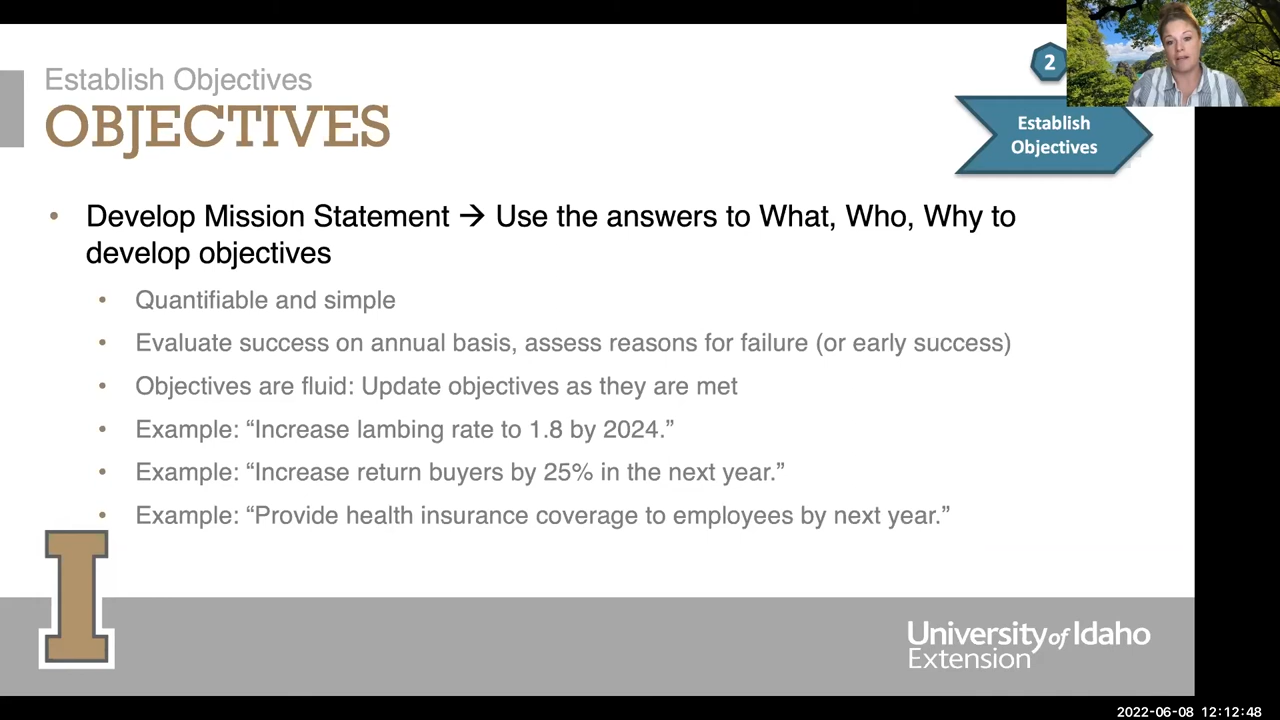 Establish Objectives
OBJECTIVES
2
Establish
Objectives
• Develop Mission Statement → Use the answers to What, Who, Why to
develop objectives
• Quantifiable and simple
• Evaluate success on annual basis, assess reasons for failure (or early success)
• Objectives are fluid: Update objectives as they are met
• Example: “Increase lambing rate to 1.8 by 2024.”
• Example: “Increase return buyers by 25% in the next year.”
• Example: “Provide health insurance coverage to employees by next year.”
I
University of Idaho
Extension
2022-06-08 12:12:48